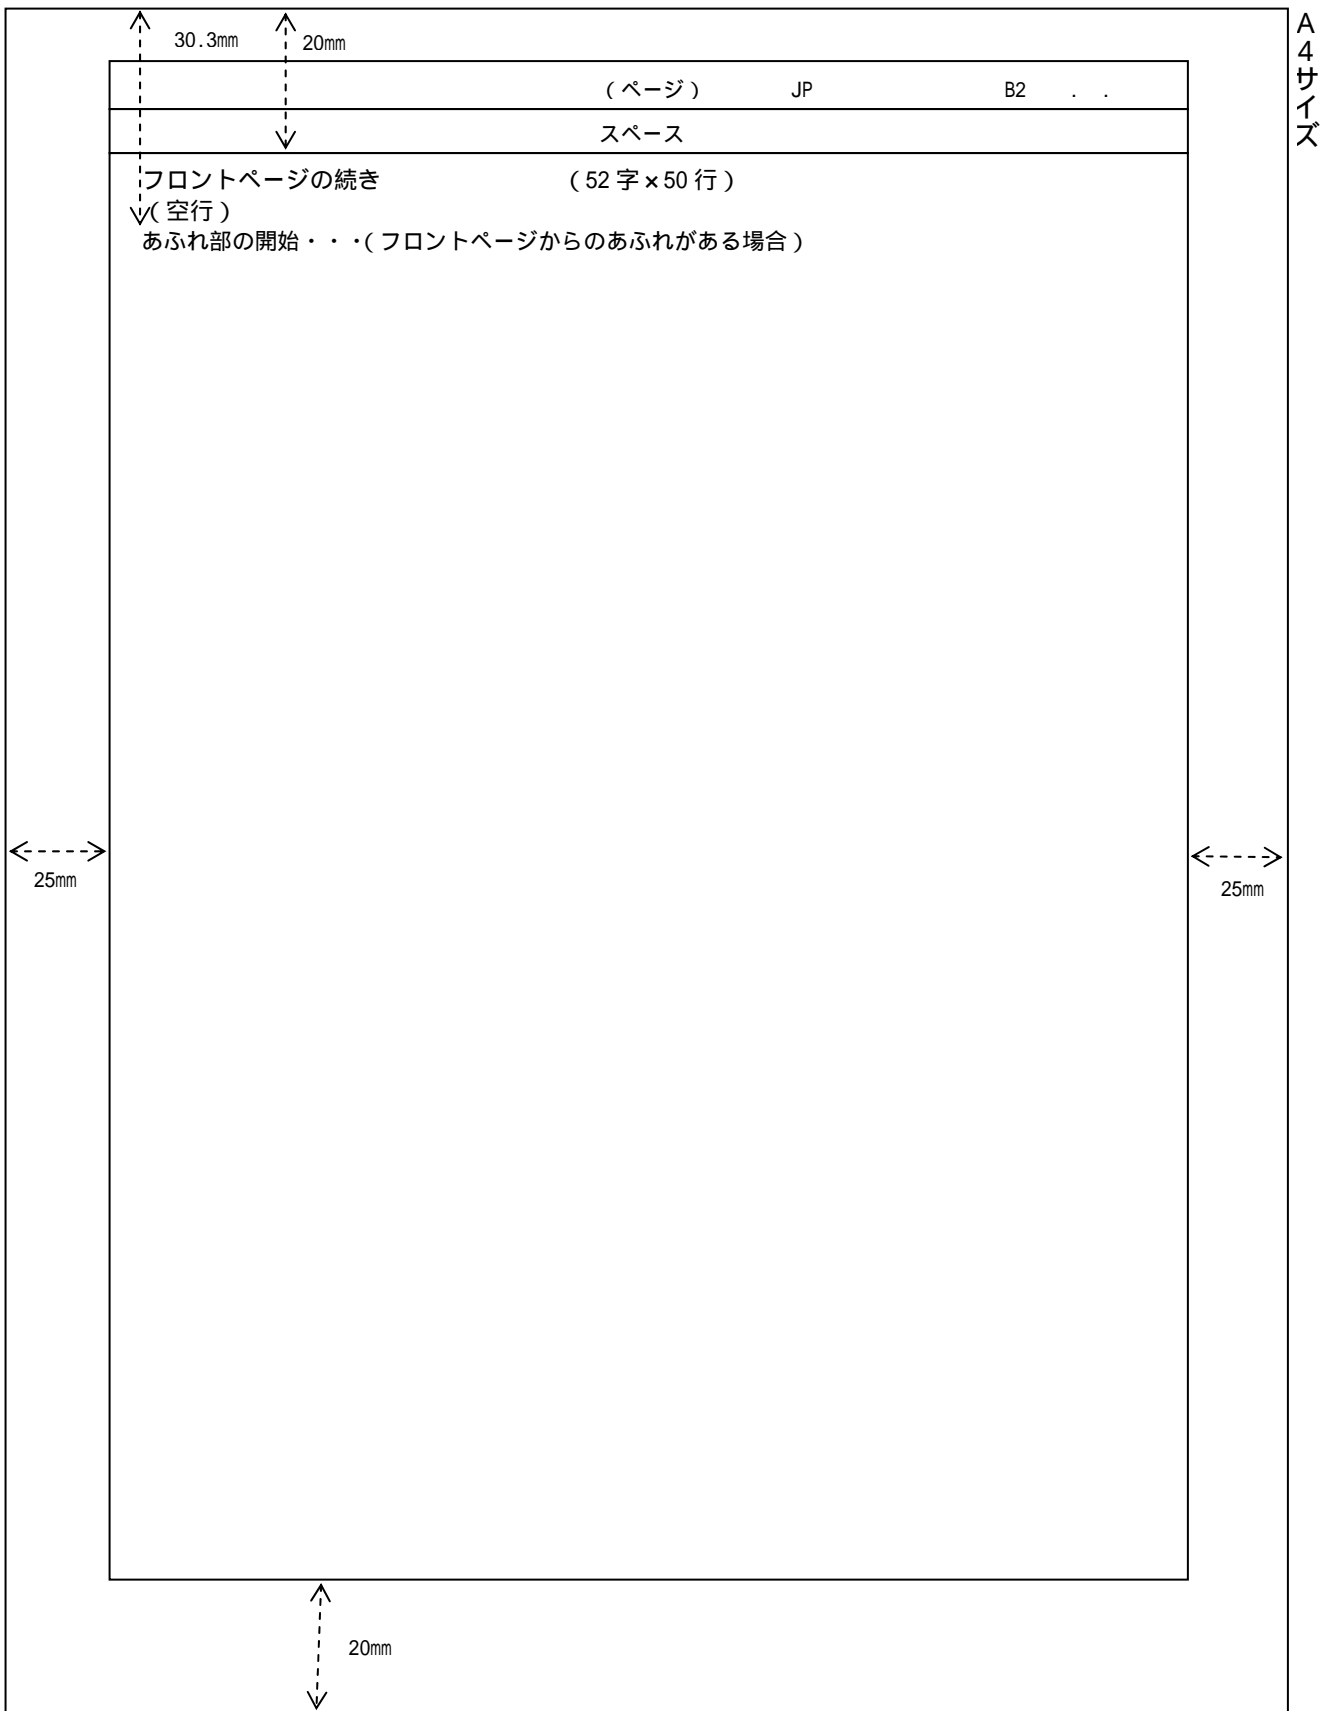 A4サイズ
30.3㎜ 20㎜
(ページ) JP B2 . .
スペース
フロントページの続き (52字×50行)
(空行)
あふれ部の開始・・・(フロントページからのあふれがある場合)
25㎜ 25㎜
20㎜